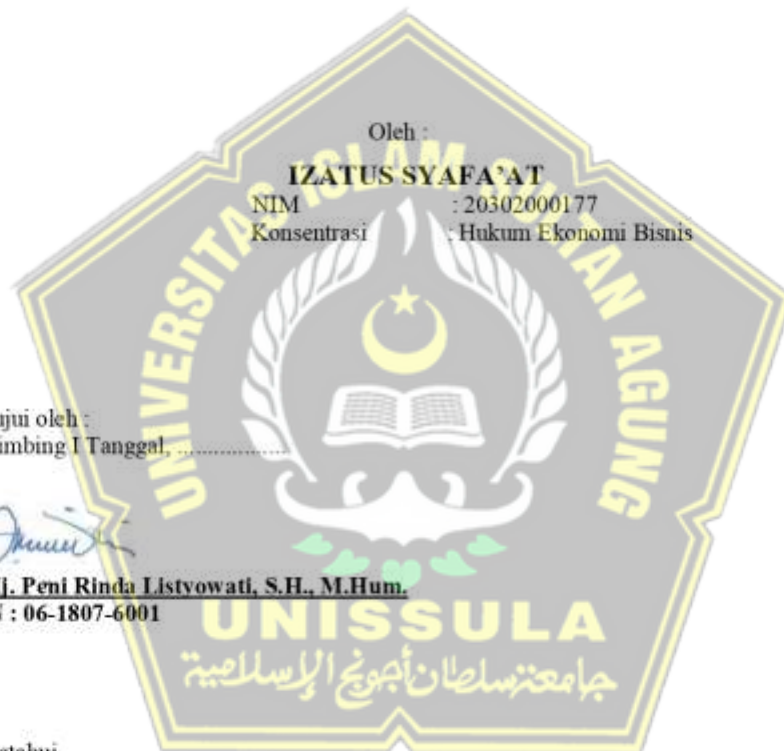 Oleh :
IZATUS SYAFA’AT
NIM : 20302000177
Konsentrasi : Hukum Ekonomi Bisnis
UNIVERSITAS ISLAM SULTAN AGUNG
ujui oleh :
imbing I Tanggal, ...................
j. Peni Rinda Listyowati, S.H., M.Hum.
: 06-1807-6001
UNISSULA
جامعة سلطان أجونج الإسلامية